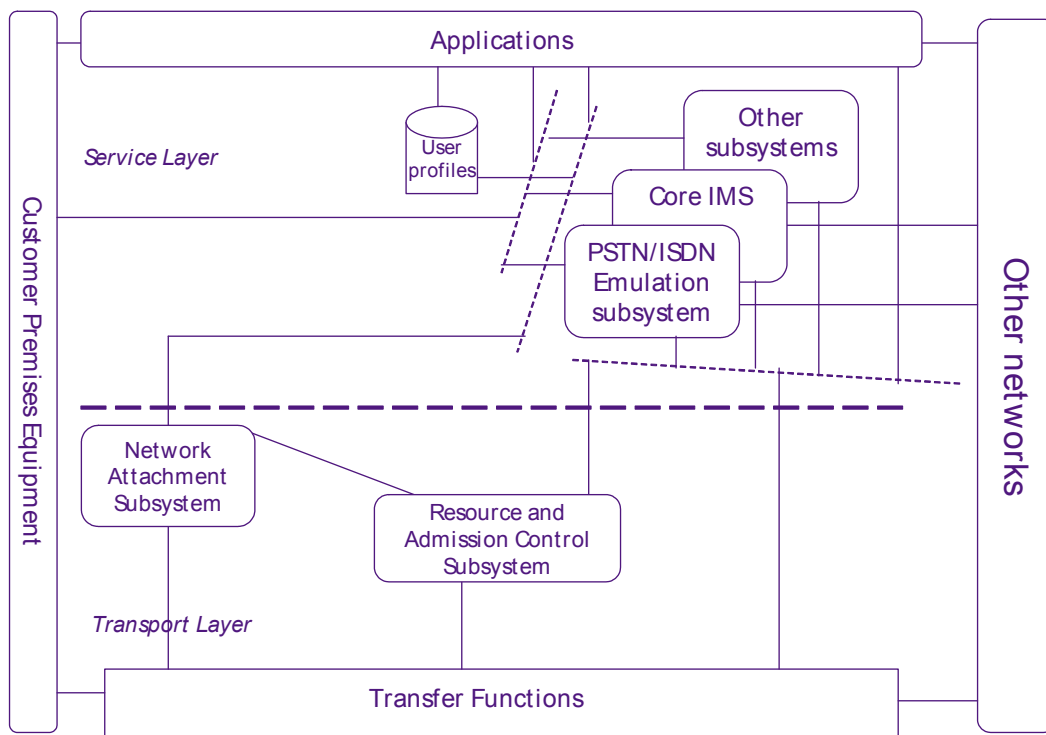 Applications
Other
subsystems
User
profiles
Service Layer
Core IMS
PSTN/ISDN
Emulation
subsystem
Customer Premises Equipment
Other networks
Network
Attachment
Subsystem
Resource and
Admission Control
Subsystem
Transport Layer
Transfer Functions